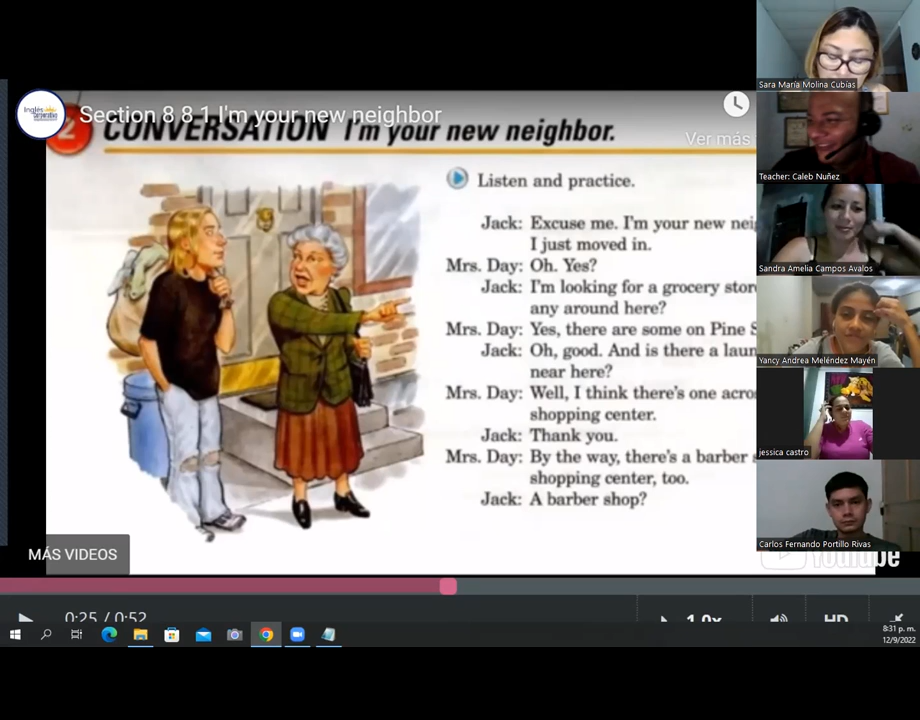 Inglés
Corporativo
Section 8 8 1 I'm your new neighbor
2 CONVERSATION I'm your new neighbor.
Ver más
Listen and practice.
Jack: Excuse me. I'm your new nei
I just moved in.
Mrs. Day: Oh. Yes?
Jack: I'm looking for a grocery stor
any around here?
Mrs. Day: Yes, there are some on Pine S
Jack: Oh, good. And is there a laun
near here?
Mrs. Day: Well, I think there's one acro
shopping center.
Jack: Thank you.
Mrs. Day: By the way, there's a barber s
shopping center, too.
Jack: A barber shop?
MÁS VIDEOS
YouTube
0:25 / 0:52
1.0x
HD
Sara María Molina Cubías
Teacher: Caleb Nuñez
Sandra Amelia Campos Avalos
Yancy Andrea Meléndez Mayén
jessica castro
Carlos Fernando Portillo Rivas
8:31 p. m.
12/9/2022